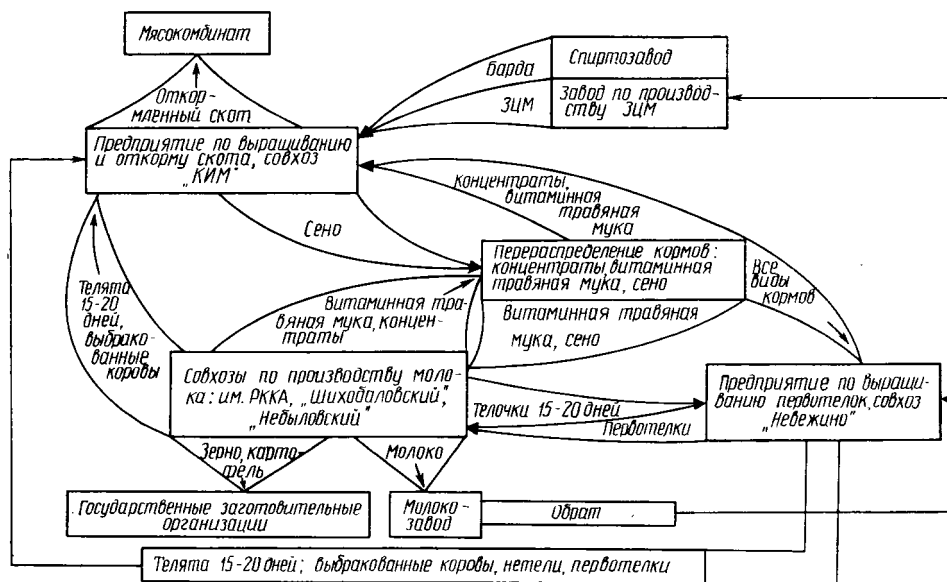 Мясокомбинат
Откор-
мленный скот
Барда
ЗЦМ
Спиртозавод
Завод по производ-
ству ЗЦМ
Предприятие по выращиванию
и откорму скота, совхоз
„КИМ"
Концентраты,
витаминная
травяная
мука
Сено
Перераспределение кормов:
концентраты, витаминная
травяная мука, сено
Все
виды
кормов
Телята
15-20
дней,
выбрако-
ванные
коровы
Витаминная тра-
вяная мука, концен-
траты
Витаминная травяная
мука, сено
Совхозы по производству моло-
ка: им. РККА, „Шиходаловский",
„Небыловский"
Телочки 15-20 дней
Первотелки
Предприятие по выращи-
ванию первотелок, совхоз
„Невежино"
Зерно, карто-
фель
Молоко
Государственные заготовительные
организации
Молоко-
завод
Обрат
Телята 15-20 дней; выбракованные коровы, нетели, первотелки